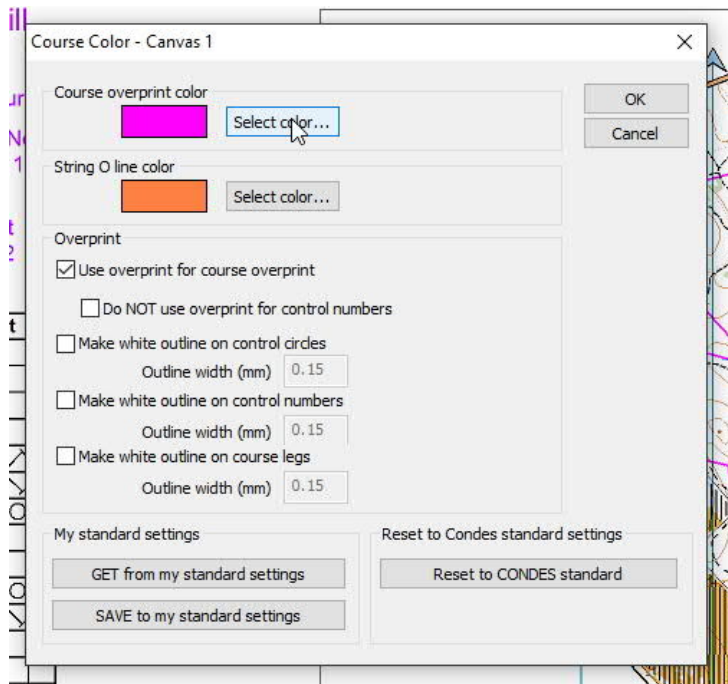 ill
Course Color - Canvas 1
Course overprint color
Select color...
OK
Cancel
String O line color
Select color...
Overprint
Use overprint for course overprint
Do NOT use overprint for control numbers
Make white outline on control circles
Outline width (mm) 0.15
Make white outline on control numbers
Outline width (mm) 0.15
Make white outline on course legs
Outline width (mm) 0.15
My standard settings
GET from my standard settings
SAVE to my standard settings
Reset to Condes standard settings
Reset to CONDES standard
ur
N
1
t
2
t